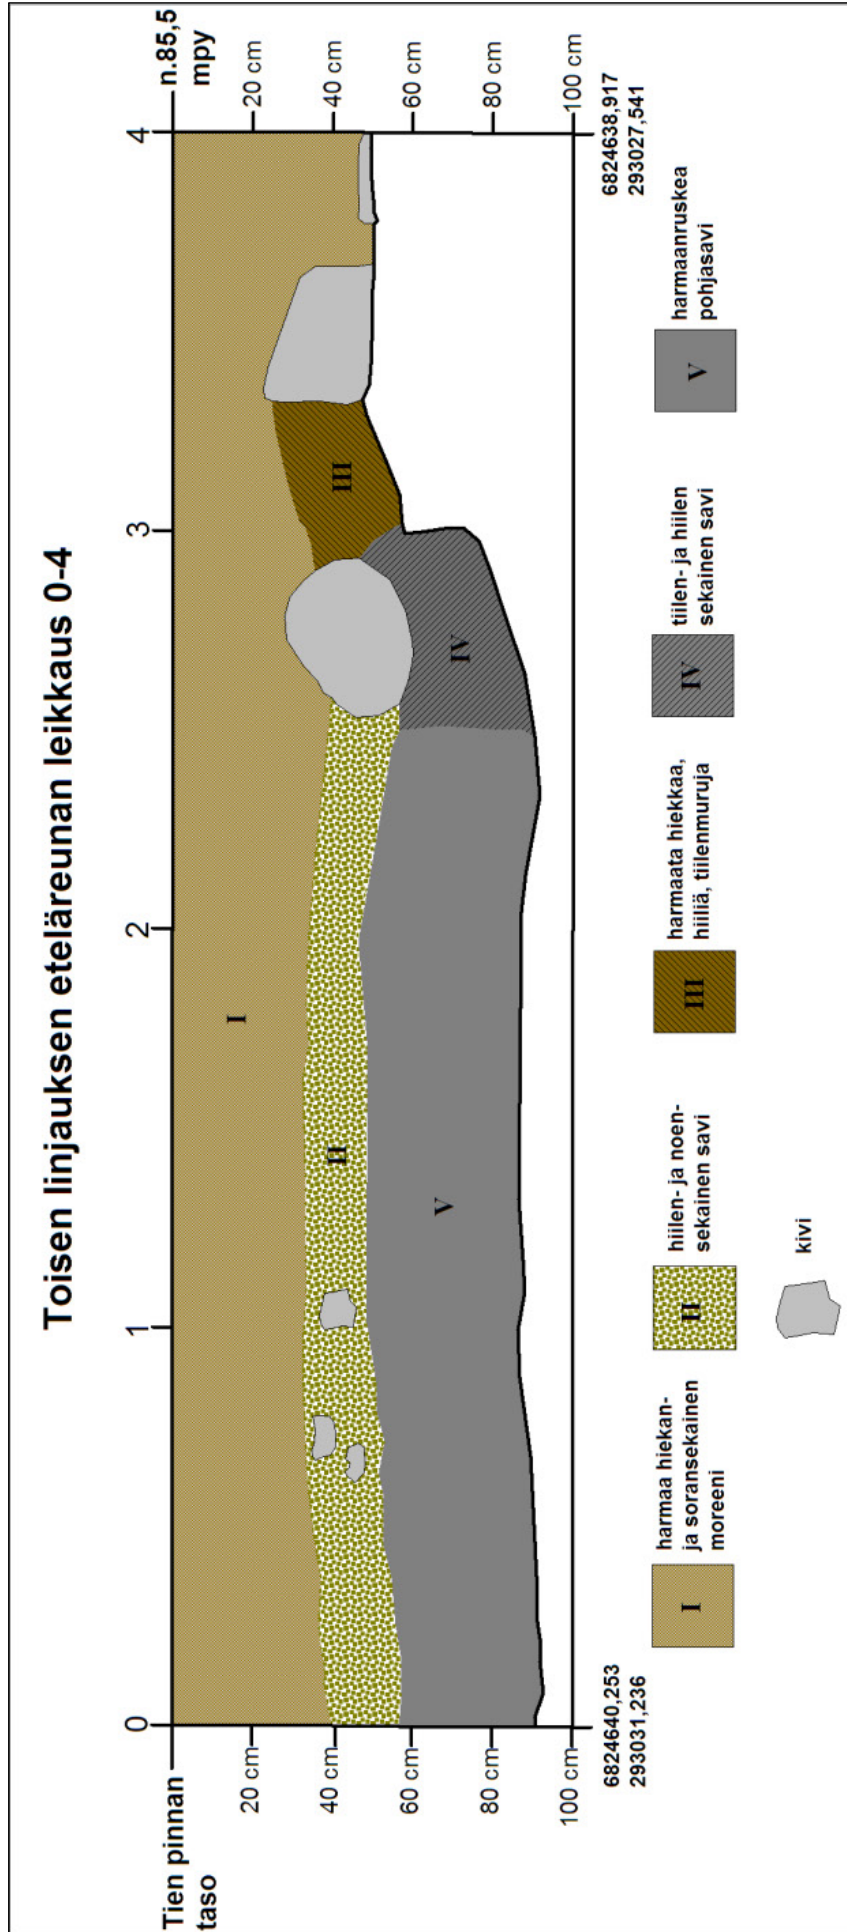 Toisen linjauksen eteläreunan leikkaus 0-4
0
1
2
3
4
Tien pinnan
taso
20 cm
40 cm
60 cm
80 cm
100 cm
n.85,5
mpy
20 cm
40 cm
60 cm
80 cm
100 cm
I
II
III
IV
V
6824640,253
293031,236
6824638,917
293027,541
I
harmaa hiekan-
ja soransekainen
moreeni
II
hiilen- ja noen-
sekainen savi
III
harmaata hiekkaa,
hiiliä, tiilenmuruja
IV
tiilen- ja hiilen
sekainen savi
V
harmaanruskea
pohjasavi
kivi